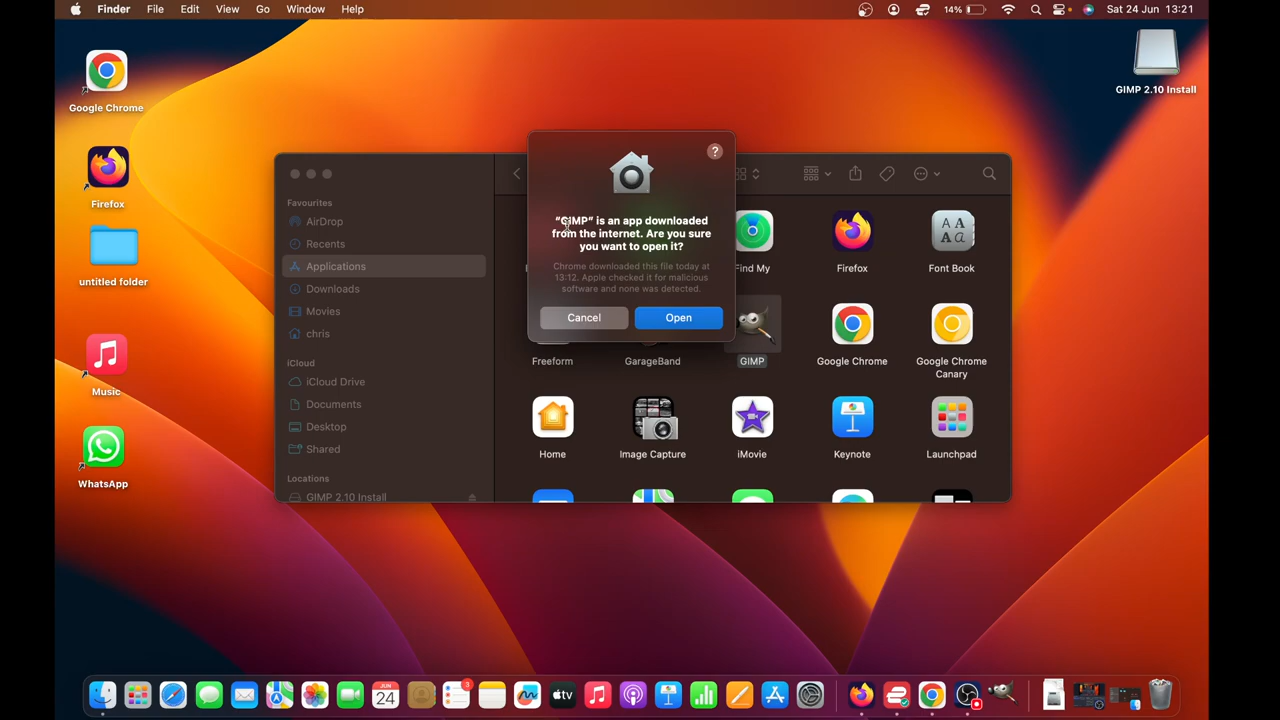 Finder File Edit View Go Window Help
14%
Sat 24 Jun 13:21
Google Chrome
Firefox
untitled folder
Music
WhatsApp
GIMP 2.10 Install
Favourites
AirDrop
Recents
Applications
Downloads
Movies
chris
iCloud
iCloud Drive
Documents
Desktop
Shared
Locations
GIMP 2.10 Install
?
“GIMP” is an app downloaded
from the internet. Are you sure
you want to open it?
Chrome downloaded this file today at
13:12. Apple checked it for malicious
software and none was detected.
Cancel
Open
Find My
Firefox
Font Book
Freeform
GarageBand
GIMP
Google Chrome
Google Chrome
Canary
Home
Image Capture
iMovie
Keynote
Launchpad
JUN
24
3
tv